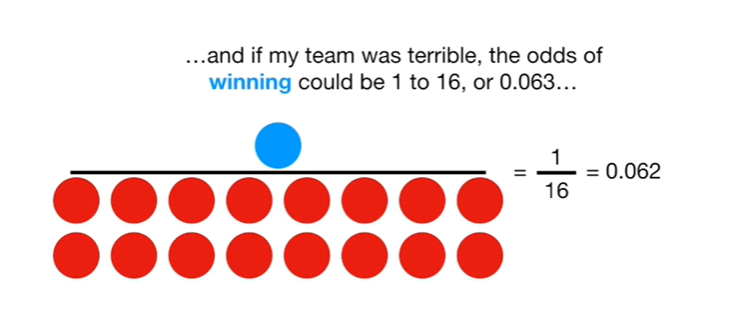 ...and if my team was terrible, the odds of
winning could be 1 to 16, or 0.063...
= 1/16 = 0.062